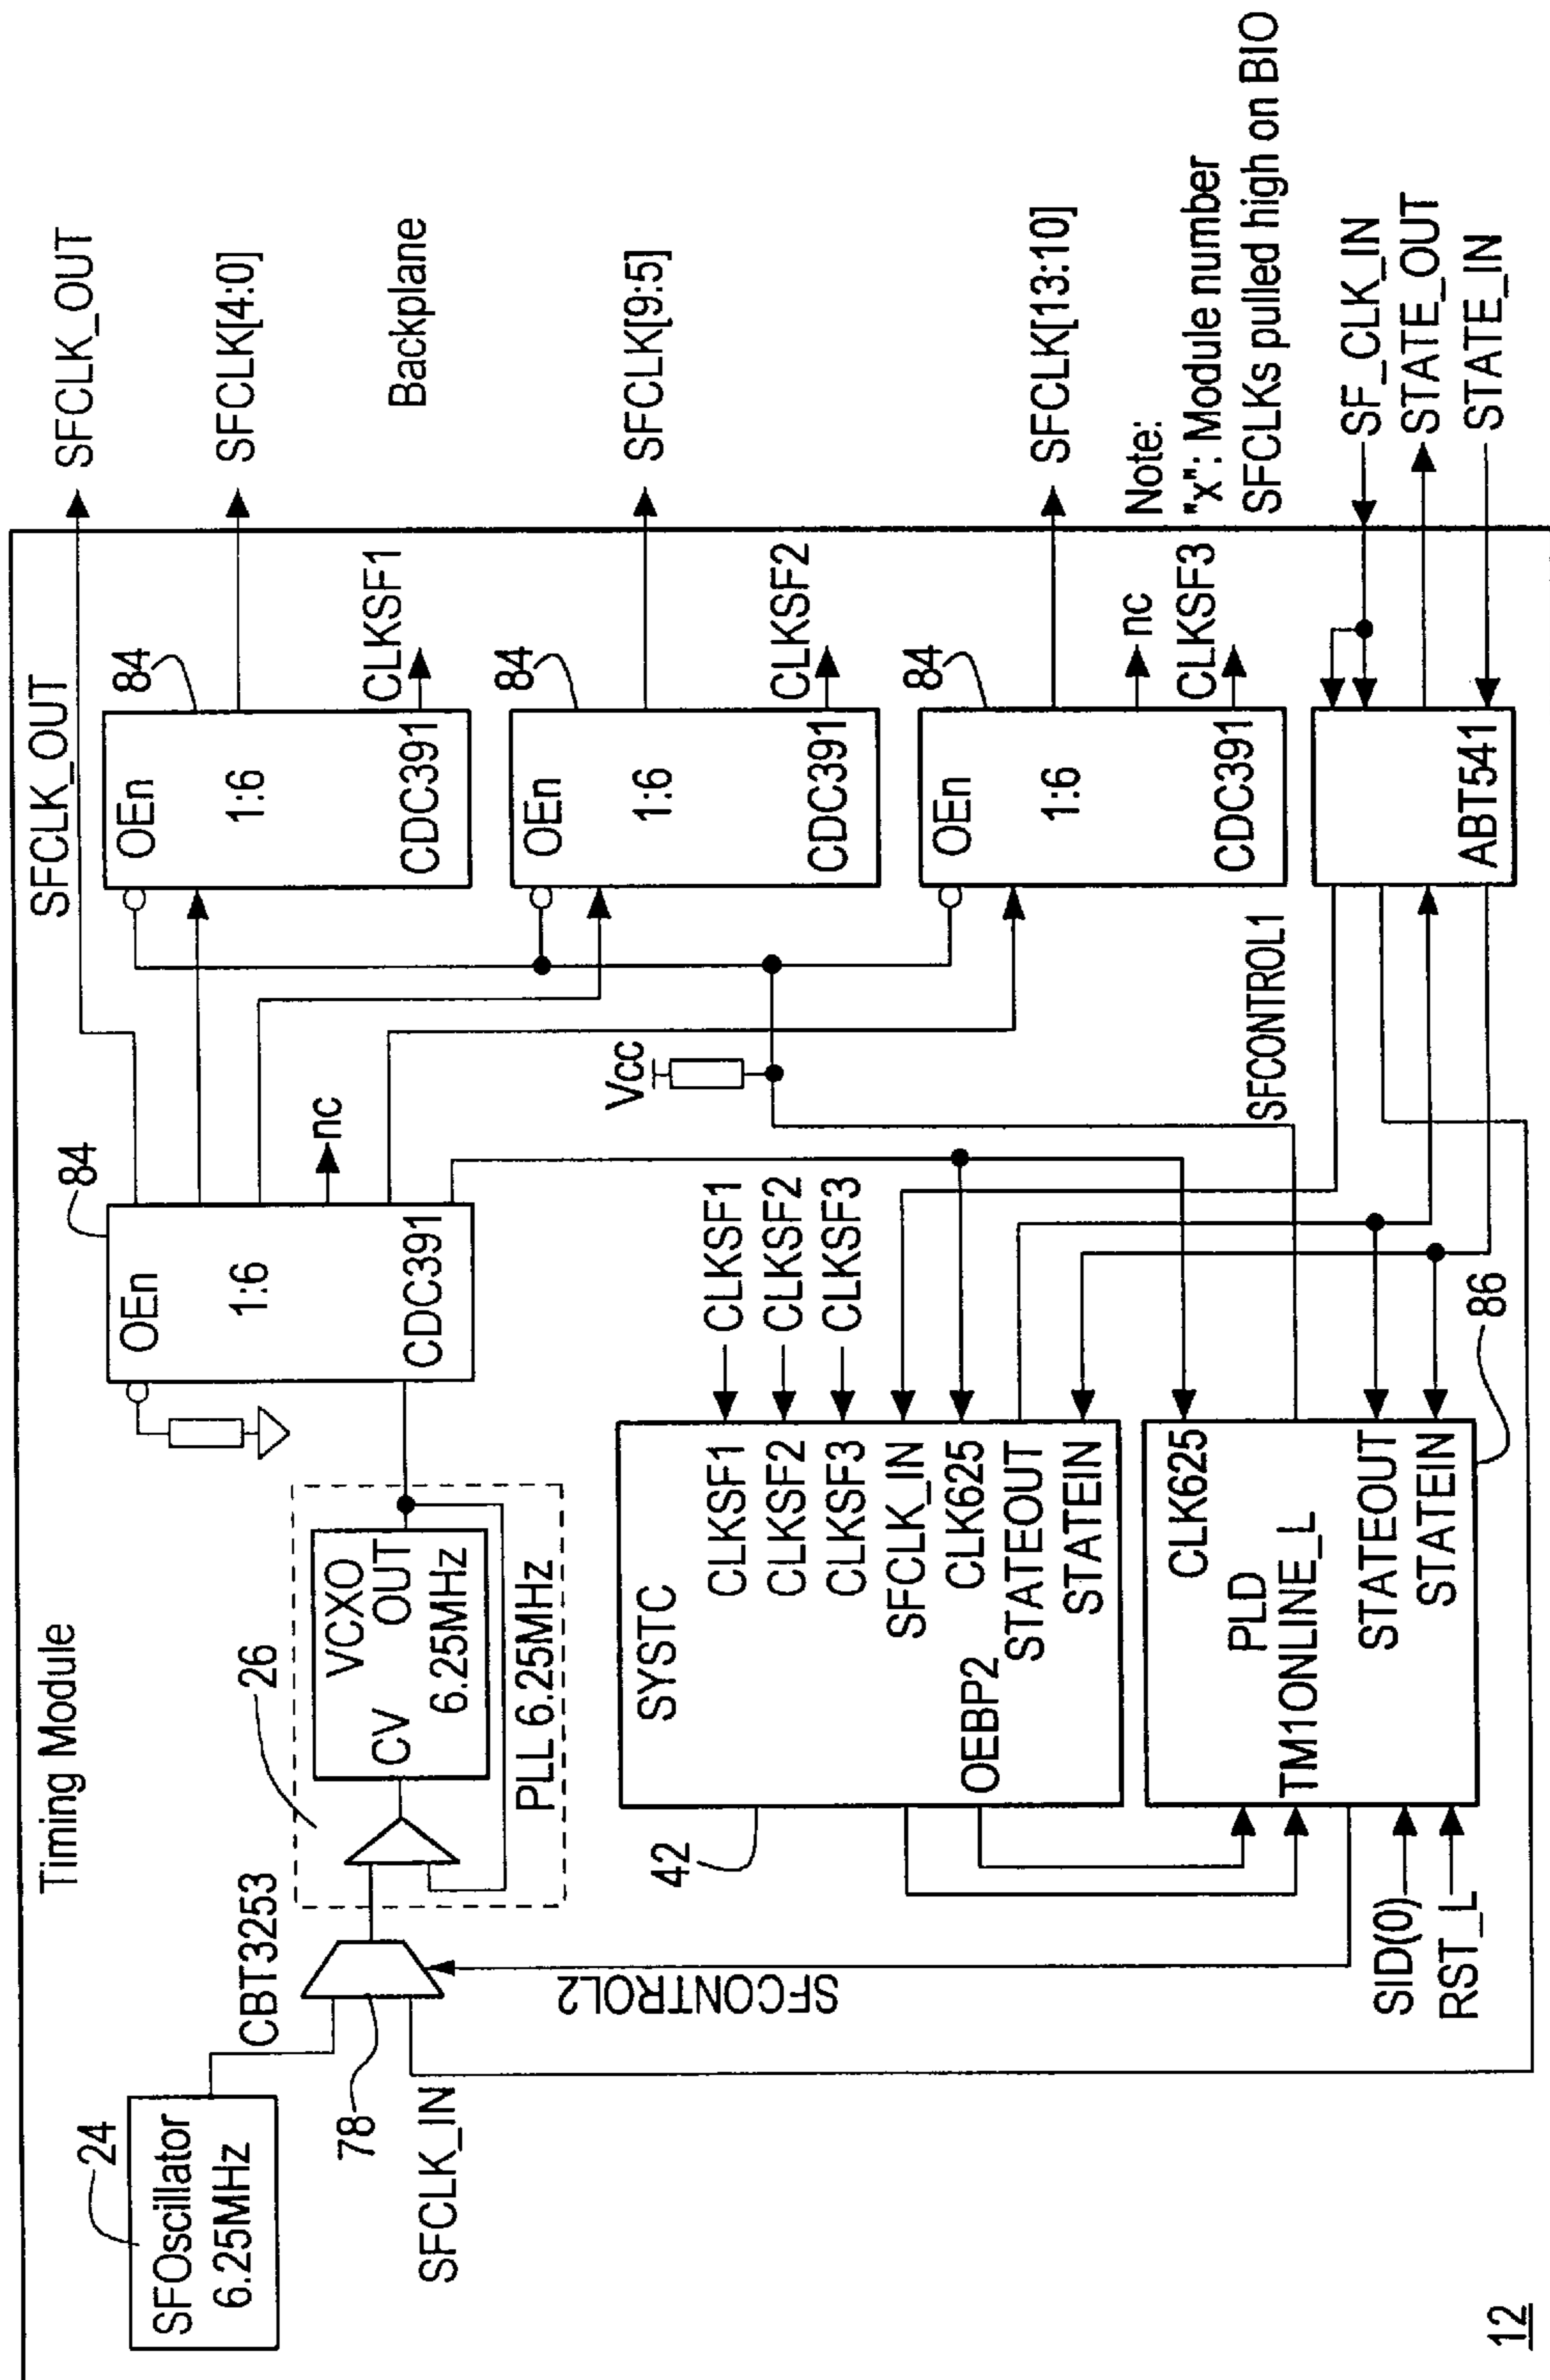 Timing Module
24
SFOscillator
6.25MHz
CBT3253
78
SFCLK_IN
SFCONTROL2
26
CV
VCXO
OUT
6.25MHz
PLL 6.25MHz
84
OEn
1:6
CDC391
nc
SFCLK_OUT
SFCLK_OUT
84
OEn
1:6
CDC391
SFCLK[4:0]
CLKSF1
Backplane
84
OEn
1:6
CDC391
SFCLK[9:5]
CLKSF2
84
OEn
1:6
CDC391
SFCLK[13:10]
nc
CLKSF3
Note:
"x": Module number
SFCLKs pulled high on BIO
Vcc
SFCONTROL1
42
SYSTC
CLKSF1
CLKSF2
CLKSF3
CLKSF1
CLKSF2
CLKSF3
SFCLK_IN
CLK625
OEBP2
STATEOUT
STATEIN
CLK625
PLD
TM1ONLINE_L
STATEOUT
STATEIN
86
SID(0)
RST_L
ABT541
SF_CLK_IN
STATE_OUT
STATE_IN
12